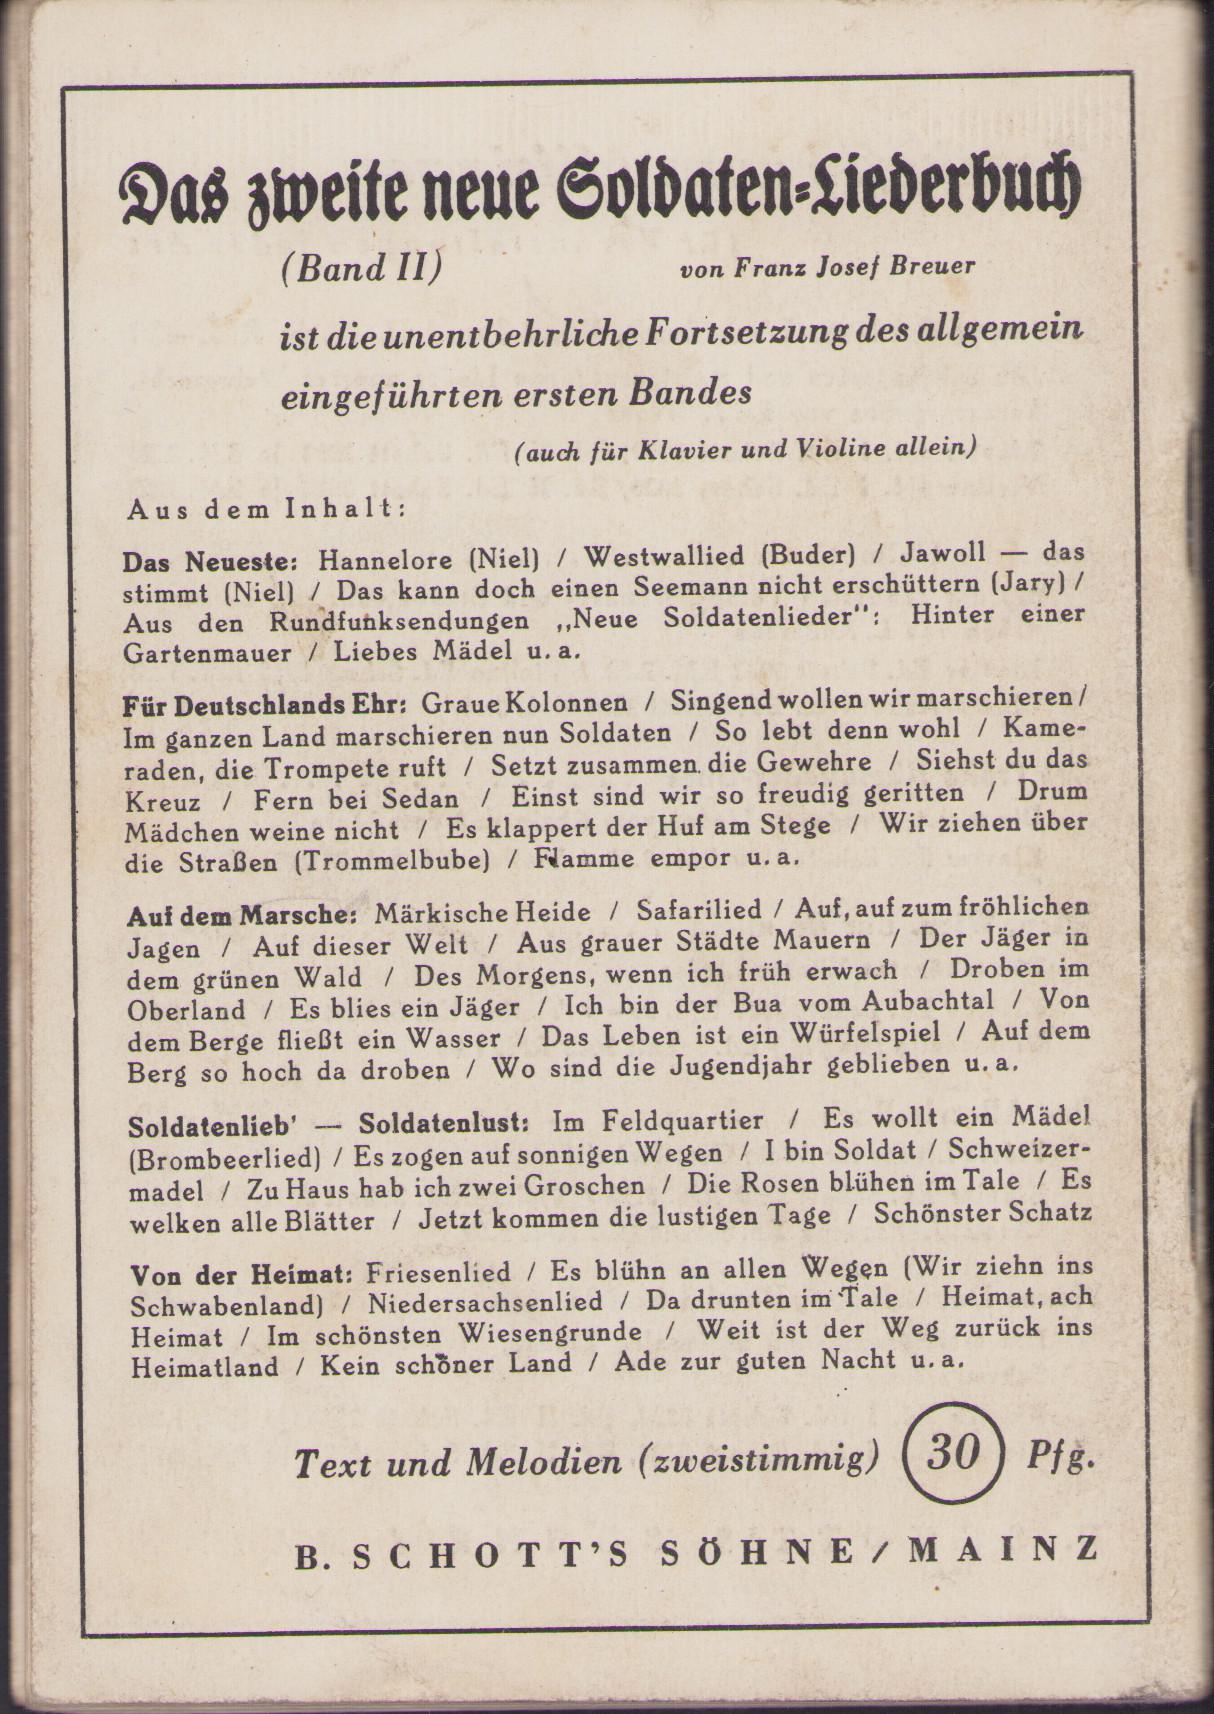 Das zweite neue Soldaten-Liederbuch
(Band II) von Franz Josef Breuer
ist die unentbehrliche Fortsetzung des allgemein
eingeführten ersten Bandes
(auch für Klavier und Violine allein)
Aus dem Inhalt:
Das Neueste: Hannelore (Niel) / Westwallied (Buder) / Jawoll — das
stimmt (Niel) / Das kann doch einen Seemann nicht erschüttern (Jary) /
Aus den Rundfunksendungen „Neue Soldatenlieder": Hinter einer
Gartenmauer / Liebes Mädel u. a.
Für Deutschlands Ehr: Graue Kolonnen / Singend wollen wir marschieren /
Im ganzen Land marschieren nun Soldaten / So lebt denn wohl / Kame-
raden, die Trompete ruft / Setzt zusammen die Gewehre / Siehst du das
Kreuz / Fern bei Sedan / Einst sind wir so freudig geritten / Drum
Mädchen weine nicht / Es klappert der Huf am Stege / Wir ziehen über
die Straßen (Trommelbube) / Flamme empor u. a.
Auf dem Marsche: Märkische Heide / Safarilied / Auf, auf zum fröhlichen
Jagen / Auf dieser Welt / Aus grauer Städte Mauern / Der Jäger in
dem grünen Wald / Des Morgens, wenn ich früh erwach / Droben im
Oberland / Es blies ein Jäger / Ich bin der Bua vom Aubachtal / Von
dem Berge fließt ein Wasser / Das Leben ist ein Würfelspiel / Auf dem
Berg so hoch da droben / Wo sind die Jugendjahr geblieben u. a.
Soldatenlieb' — Soldatenlust: Im Feldquartier / Es wollt ein Mädel
(Brombeerlied) / Es zogen auf sonnigen Wegen / I bin Soldat / Schweizer-
madel / Zu Haus hab ich zwei Groschen / Die Rosen blühen im Tale / Es
welken alle Blätter / Jetzt kommen die lustigen Tage / Schönster Schatz
Von der Heimat: Friesenlied / Es blühn an allen Wegen (Wir ziehn ins
Schwabenland) / Niedersachsenlied / Da drunten im Tale / Heimat, ach
Heimat / Im schönsten Wiesengrunde / Weit ist der Weg zurück ins
Heimatland / Kein schöner Land / Ade zur guten Nacht u. a.
Text und Melodien (zweistimmig) 30 Pfg.
B. SCHOTT'S SÖHNE / MAINZ